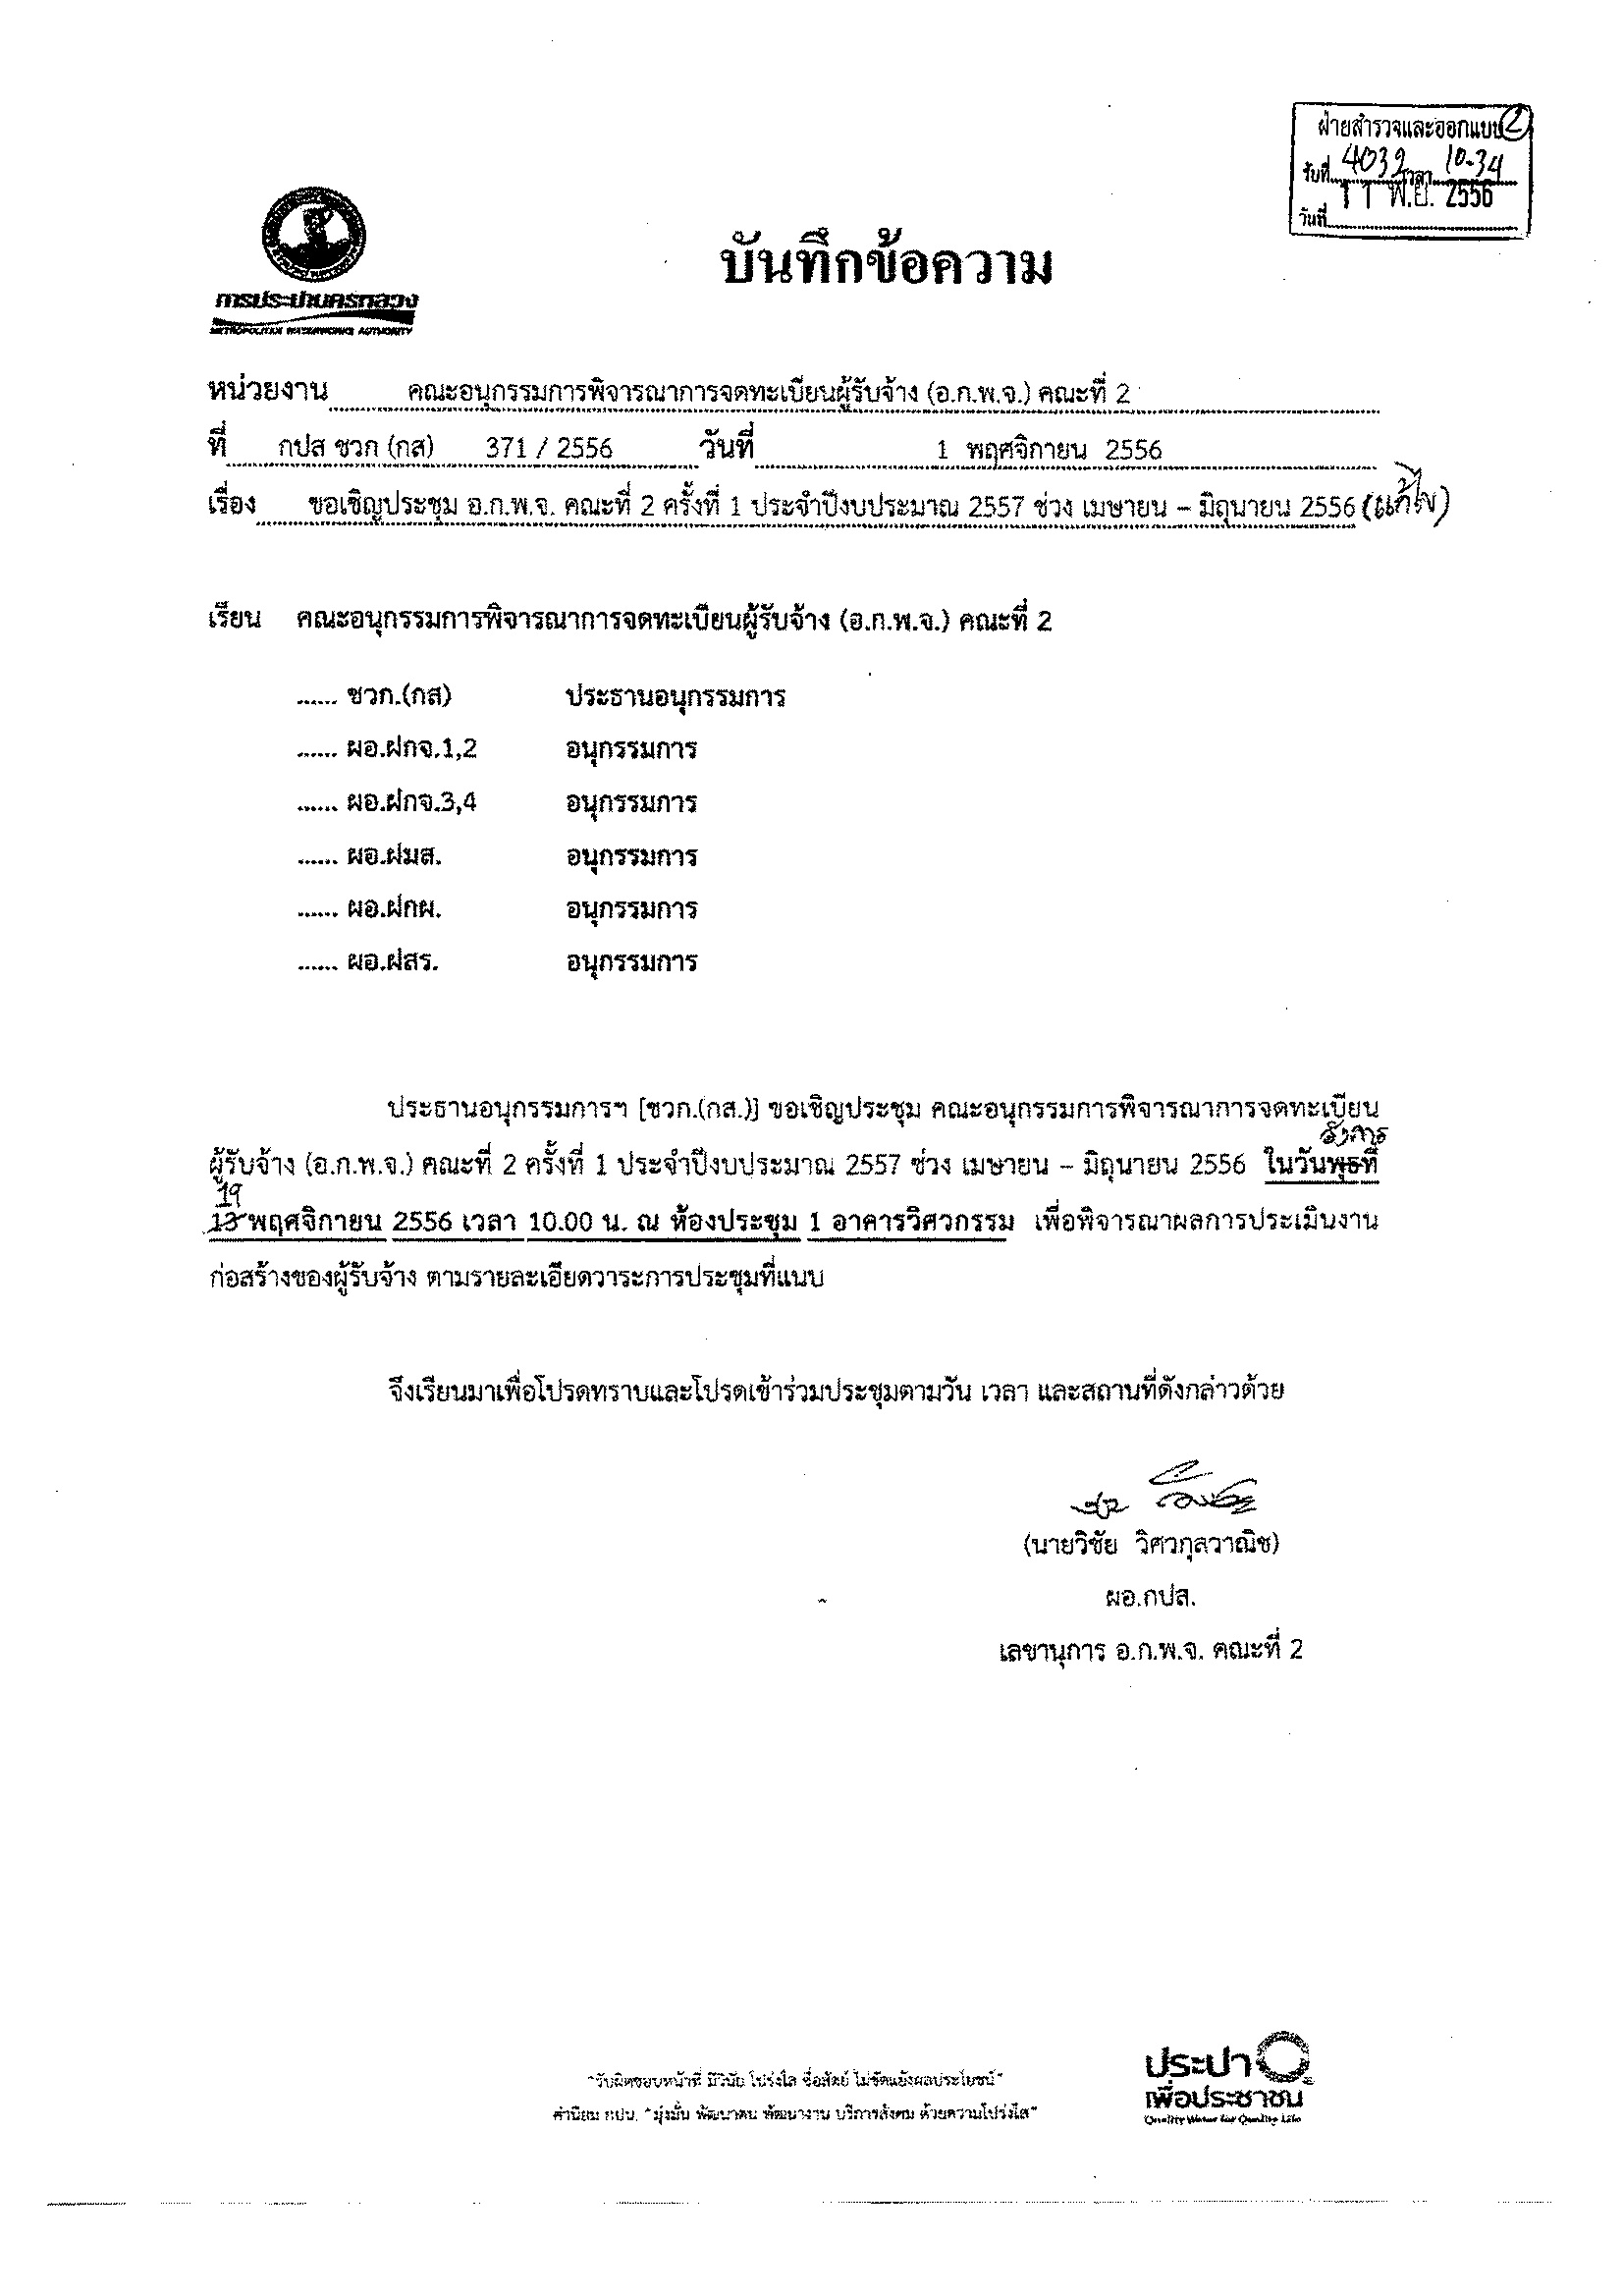 ฝ่ายสำรวจและออกแบบ 2
รับที่ 4032 เวลา 10.34
วันที่ 11 พ.ย. 2556
การประปานครหลวง
METROPOLITAN WATERWORKS AUTHORITY
บันทึกข้อความ
หน่วยงาน คณะอนุกรรมการพิจารณาการจดทะเบียนผู้รับจ้าง (อ.ก.พ.จ.) คณะที่ 2
ที่ กปส ชวก (กส) 371 / 2556 วันที่ 1 พฤศจิกายน 2556
เรื่อง ขอเชิญประชุม อ.ก.พ.จ. คณะที่ 2 ครั้งที่ 1 ประจำปีงบประมาณ 2557 ช่วง เมษายน – มิถุนายน 2556 (แก้ไข)
เรียน คณะอนุกรรมการพิจารณาการจดทะเบียนผู้รับจ้าง (อ.ก.พ.จ.) คณะที่ 2
...... ชวก.(กส) ประธานอนุกรรมการ
...... ผอ.ฝกจ.1,2 อนุกรรมการ
...... ผอ.ฝกจ.3,4 อนุกรรมการ
...... ผอ.ฝมส. อนุกรรมการ
...... ผอ.ฝกผ. อนุกรรมการ
...... ผอ.ฝสร. อนุกรรมการ
ประธานอนุกรรมการฯ [ชวก.(กส.)] ขอเชิญประชุม คณะอนุกรรมการพิจารณาการจดทะเบียน
อังคาร
ผู้รับจ้าง (อ.ก.พ.จ.) คณะที่ 2 ครั้งที่ 1 ประจำปีงบประมาณ 2557 ช่วง เมษายน – มิถุนายน 2556 ในวันพุธที่
19
13 พฤศจิกายน 2556 เวลา 10.00 น. ณ ห้องประชุม 1 อาคารวิศวกรรม เพื่อพิจารณาผลการประเมินงาน
ก่อสร้างของผู้รับจ้าง ตามรายละเอียดวาระการประชุมที่แนบ
จึงเรียนมาเพื่อโปรดทราบและโปรดเข้าร่วมประชุมตามวัน เวลา และสถานที่ดังกล่าวด้วย
(นายวิชัย วิศวกุลวาณิช)
ผอ.กปส.
เลขานุการ อ.ก.พ.จ. คณะที่ 2
"รับผิดชอบหน้าที่ มีวินัย โปร่งใส ซื่อสัตย์ ไม่ขัดแย้งผลประโยชน์"
ค่านิยม กปน. "มุ่งมั่น พัฒนาตน พัฒนางาน บริการสังคม ด้วยความโปร่งใส"
ประปา
เพื่อประชาชน
Quality Water for Quality Life